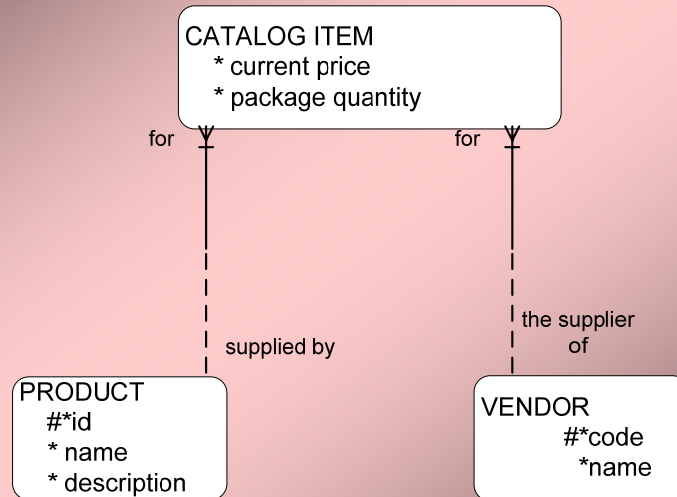 CATALOG ITEM
* current price
* package quantity
for
for
supplied by
the supplier
of
PRODUCT
#*id
* name
* description
VENDOR
#*code
*name